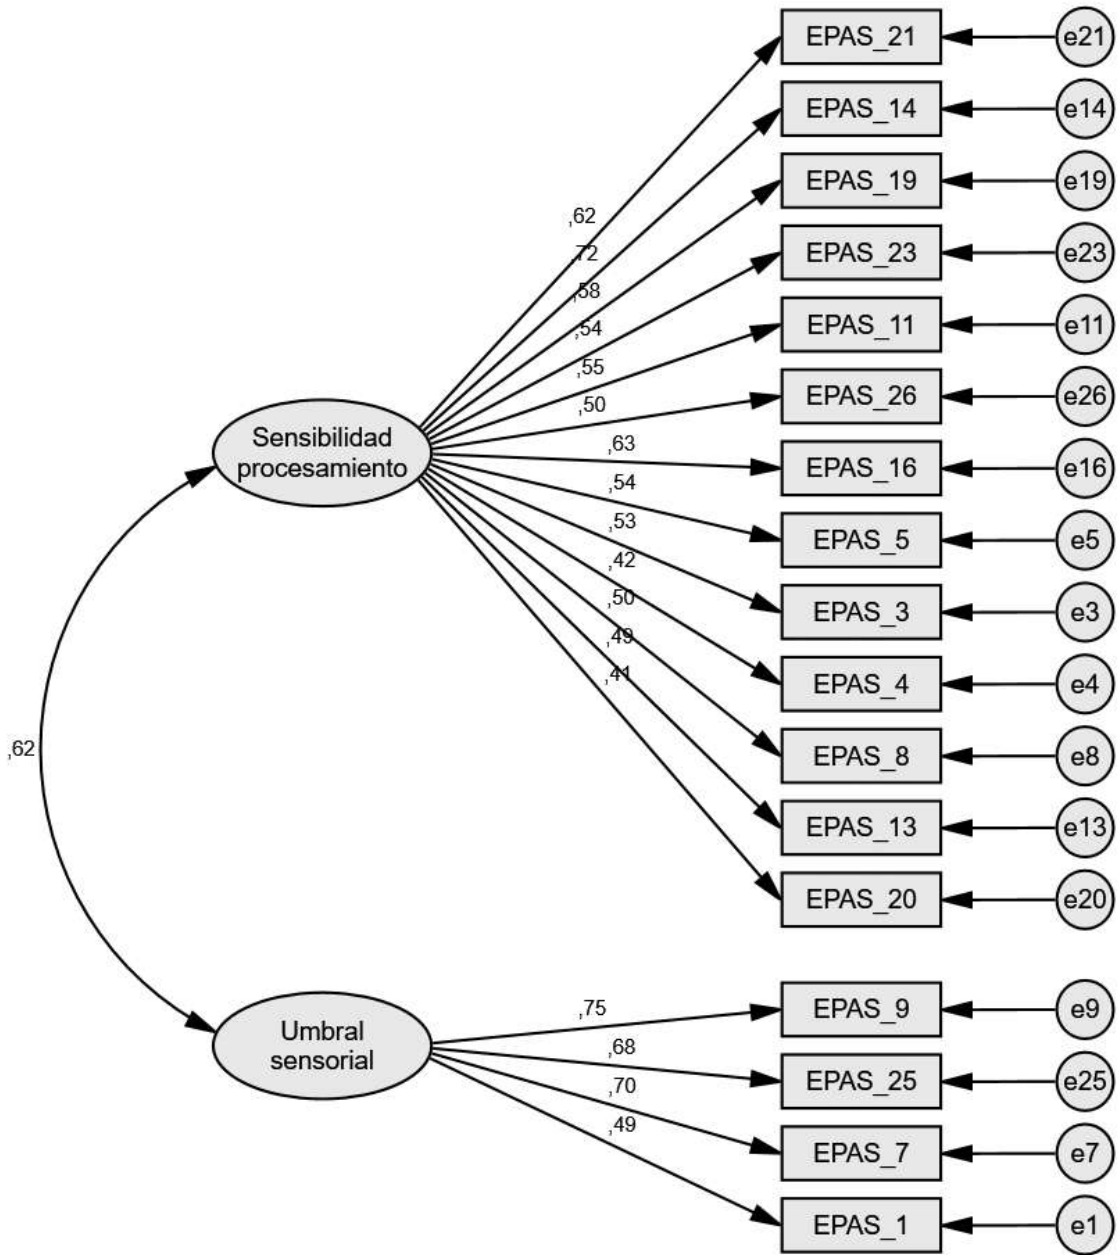 EPAS_21 e21
EPAS_14 e14
EPAS_19 e19
,62
EPAS_23 e23
,72
,58
EPAS_11 e11
,54
,55
EPAS_26 e26
,50
Sensibilidad
procesamiento
,63
EPAS_16 e16
,54
,53
EPAS_5 e5
,42
,50
EPAS_3 e3
,49
,41
EPAS_4 e4
,62
EPAS_8 e8
EPAS_13 e13
EPAS_20 e20
,75
EPAS_9 e9
Umbral
sensorial
,68
EPAS_25 e25
,70
,49
EPAS_7 e7
EPAS_1 e1